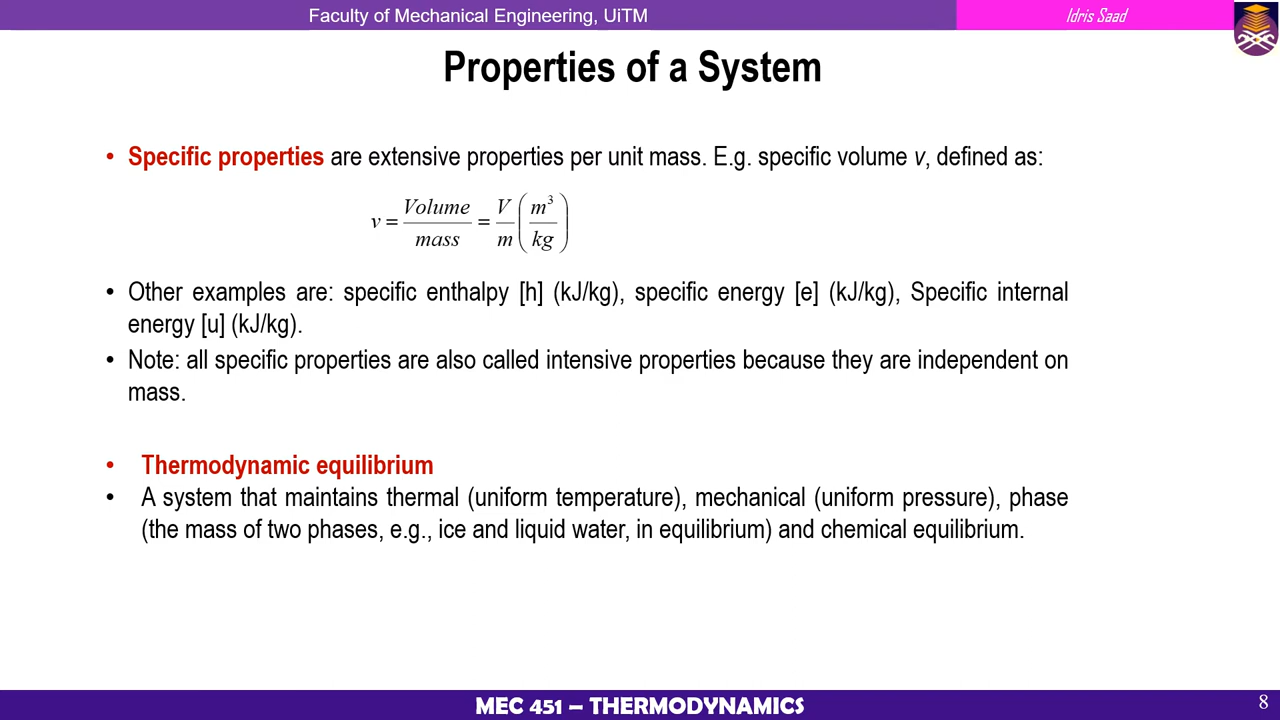 Faculty of Mechanical Engineering, UiTM
Idris Saad
Properties of a System
• Specific properties are extensive properties per unit mass. E.g. specific volume v, defined as:
v = Volume/mass = V/m (m³/kg)
• Other examples are: specific enthalpy [h] (kJ/kg), specific energy [e] (kJ/kg), Specific internal
energy [u] (kJ/kg).
• Note: all specific properties are also called intensive properties because they are independent on
mass.
• Thermodynamic equilibrium
• A system that maintains thermal (uniform temperature), mechanical (uniform pressure), phase
(the mass of two phases, e.g., ice and liquid water, in equilibrium) and chemical equilibrium.
MEC 451 – THERMODYNAMICS
8